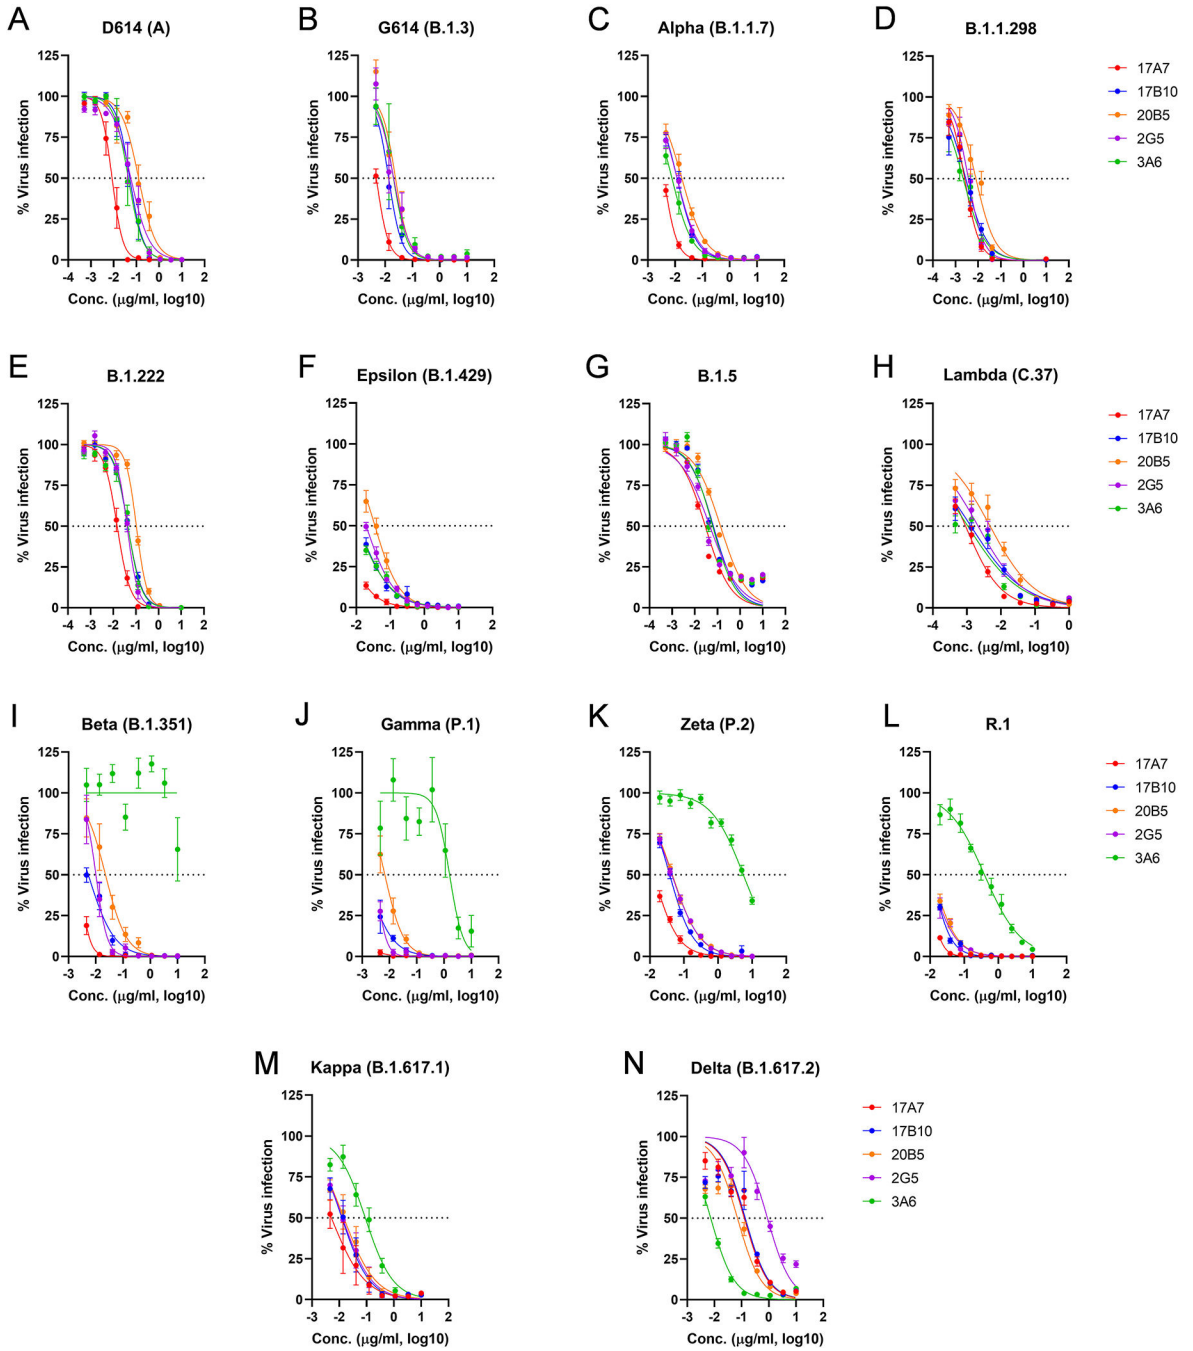 A
D614 (A)
% Virus infection
125
100
75
50
25
0
-4 -3 -2 -1 0 1 2
Conc. (μg/ml, log10)
B
G614 (B.1.3)
% Virus infection
125
100
75
50
25
0
-3 -2 -1 0 1 2
Conc. (μg/ml, log10)
C
Alpha (B.1.1.7)
% Virus infection
125
100
75
50
25
0
-3 -2 -1 0 1 2
Conc. (μg/ml, log10)
D
B.1.1.298
% Virus infection
125
100
75
50
25
0
-4 -3 -2 -1 0 1 2
Conc. (μg/ml, log10)
17A7
17B10
20B5
2G5
3A6
E
B.1.222
% Virus infection
125
100
75
50
25
0
-4 -3 -2 -1 0 1 2
Conc. (μg/ml, log10)
F
Epsilon (B.1.429)
% Virus infection
125
100
75
50
25
0
-2 -1 0 1 2
Conc. (μg/ml, log10)
G
B.1.5
% Virus infection
125
100
75
50
25
0
-4 -3 -2 -1 0 1 2
Conc. (μg/ml, log10)
H
Lambda (C.37)
% Virus infection
125
100
75
50
25
0
-4 -3 -2 -1 0
Conc. (μg/ml, log10)
17A7
17B10
20B5
2G5
3A6
I
Beta (B.1.351)
% Virus infection
125
100
75
50
25
0
-3 -2 -1 0 1 2
Conc. (μg/ml, log10)
J
Gamma (P.1)
% Virus infection
125
100
75
50
25
0
-3 -2 -1 0 1 2
Conc. (μg/ml, log10)
K
Zeta (P.2)
% Virus infection
125
100
75
50
25
0
-2 -1 0 1 2
Conc. (μg/ml, log10)
L
R.1
% Virus infection
125
100
75
50
25
0
-2 -1 0 1 2
Conc. (μg/ml, log10)
17A7
17B10
20B5
2G5
3A6
M
Kappa (B.1.617.1)
% Virus infection
125
100
75
50
25
0
-3 -2 -1 0 1 2
Conc. (μg/ml, log10)
N
Delta (B.1.617.2)
% Virus infection
125
100
75
50
25
0
-3 -2 -1 0 1 2
Conc. (μg/ml, log10)
17A7
17B10
20B5
2G5
3A6